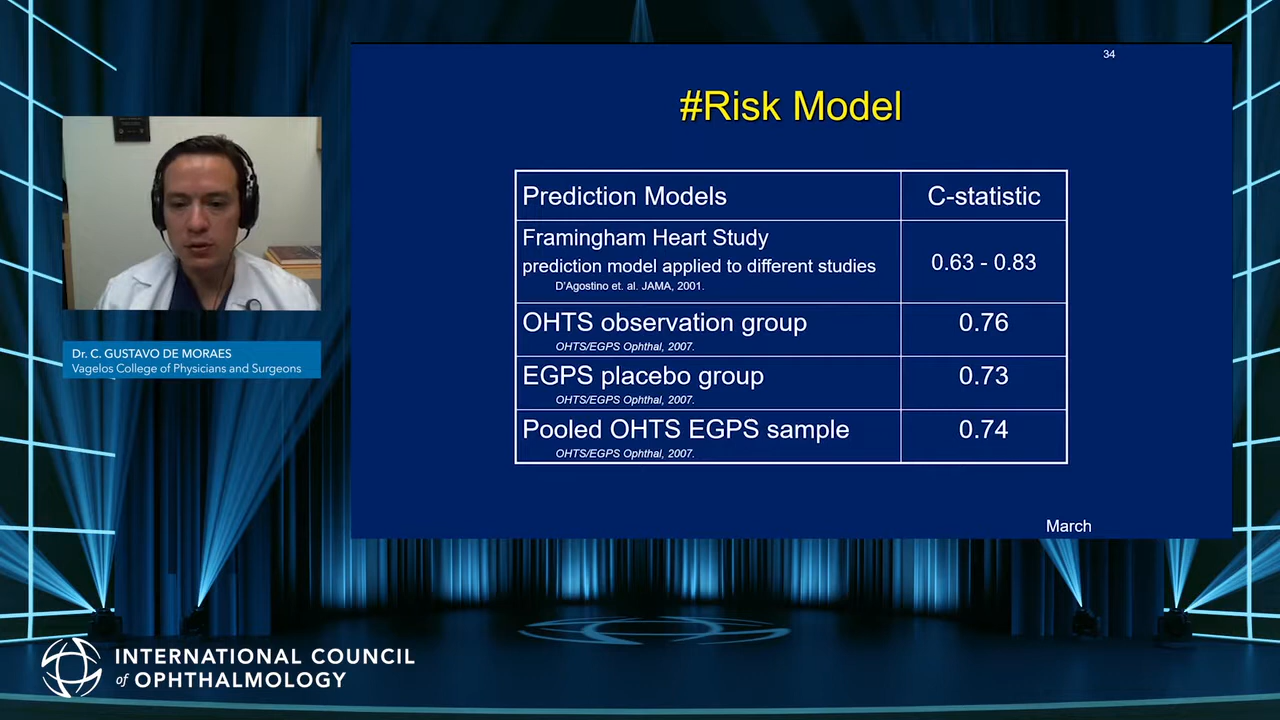 34
#Risk Model
Prediction Models
C-statistic
Framingham Heart Study
prediction model applied to different studies
D'Agostino et. al. JAMA, 2001.
0.63 - 0.83
OHTS observation group
OHTS/EGPS Ophthal, 2007.
0.76
EGPS placebo group
OHTS/EGPS Ophthal, 2007.
0.73
Pooled OHTS EGPS sample
OHTS/EGPS Ophthal, 2007.
0.74
March
Dr. C. GUSTAVO DE MORAES
Vagelos College of Physicians and Surgeons
INTERNATIONAL COUNCIL
of OPHTHALMOLOGY